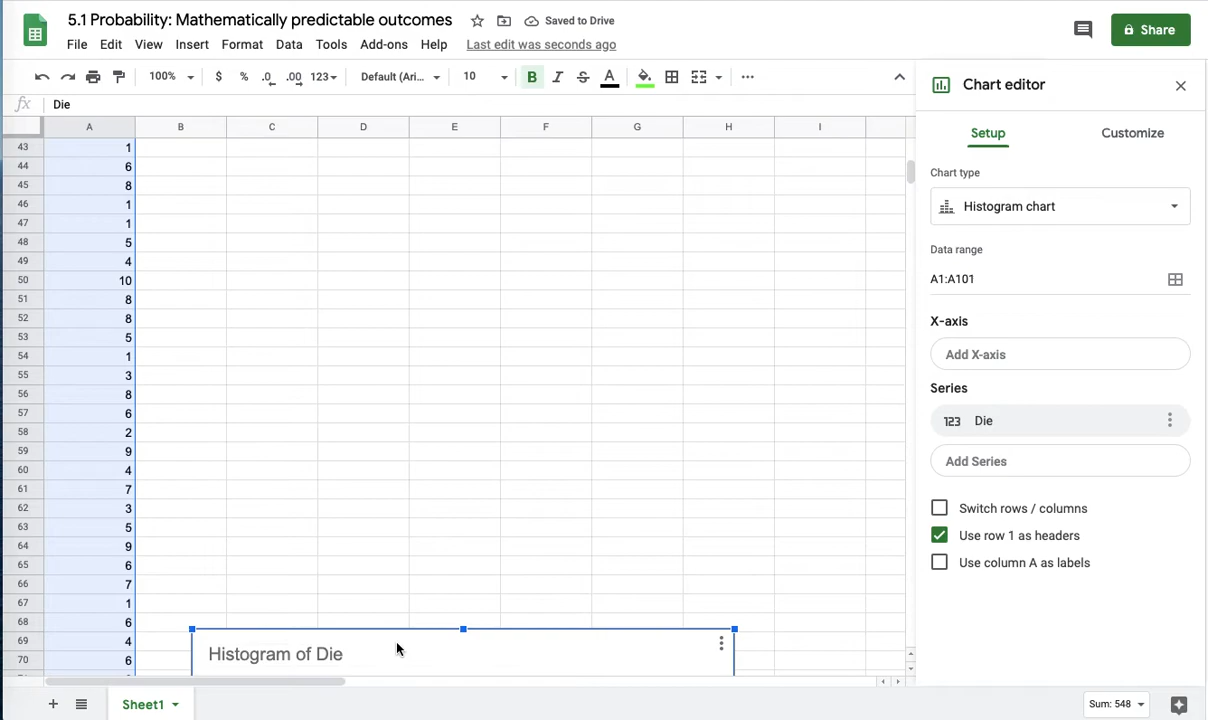 5.1 Probability: Mathematically predictable outcomes
Saved to Drive
Share
File Edit View Insert Format Data Tools Add-ons Help Last edit was seconds ago
100% $ % .0 .00 123 Default (Ari... 10 B I S A
fx Die
A B C D E F G H I
43 1
44 6
45 8
46 1
47 1
48 5
49 4
50 10
51 8
52 8
53 5
54 1
55 3
56 8
57 6
58 2
59 9
60 4
61 7
62 3
63 5
64 9
65 6
66 7
67 1
68 6
69 4
70 6
Histogram of Die
Sheet1
Sum: 548
Chart editor
Setup Customize
Chart type
Histogram chart
Data range
A1:A101
X-axis
Add X-axis
Series
123 Die
Add Series
Switch rows / columns
Use row 1 as headers
Use column A as labels